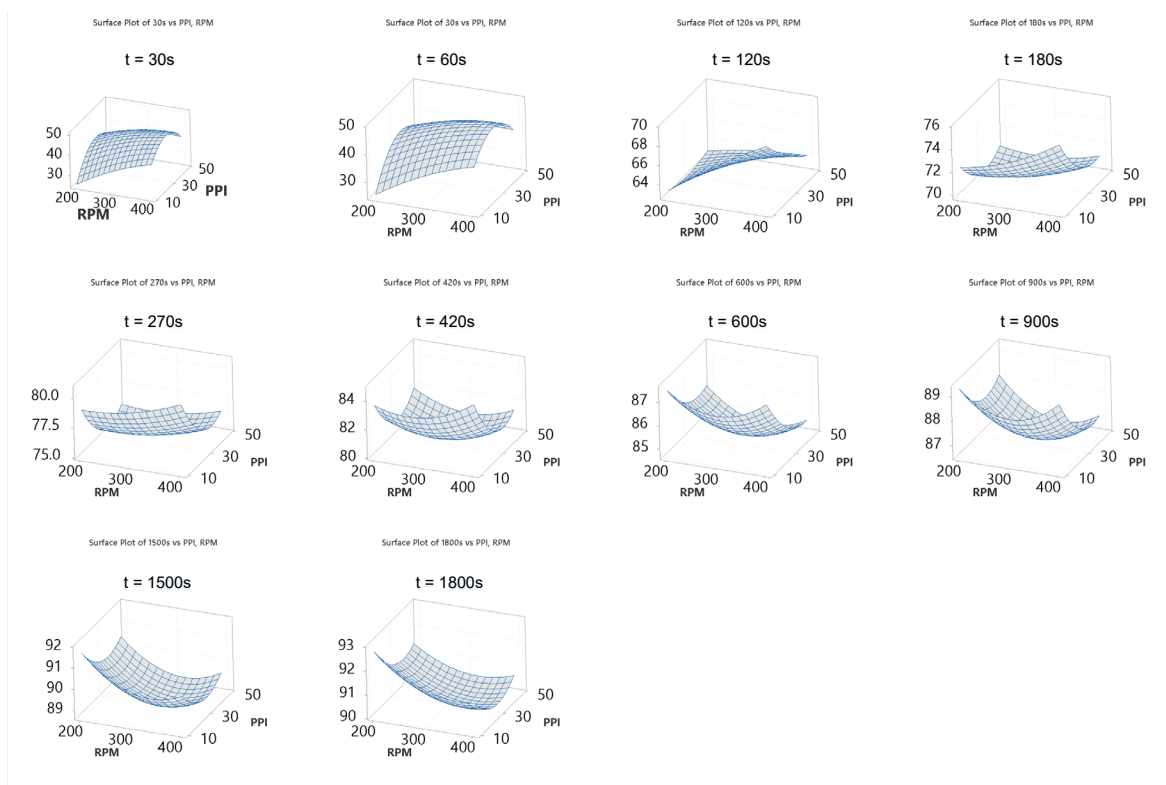 Surface Plot of 30s vs PPI, RPM
t = 30s
50
40
30
200
300
400
RPM
10
30
50
PPI
Surface Plot of 30s vs PPI, RPM
t = 60s
50
40
30
200
300
400
RPM
10
30
50
PPI
Surface Plot of 120s vs PPI, RPM
t = 120s
70
68
66
64
200
300
400
RPM
10
30
50
PPI
Surface Plot of 180s vs PPI, RPM
t = 180s
76
74
72
70
200
300
400
RPM
10
30
50
PPI
Surface Plot of 270s vs PPI, RPM
t = 270s
80.0
77.5
75.0
200
300
400
RPM
10
30
50
PPI
Surface Plot of 420s vs PPI, RPM
t = 420s
84
82
80
200
300
400
RPM
10
30
50
PPI
Surface Plot of 600s vs PPI, RPM
t = 600s
87
86
85
200
300
400
RPM
10
30
50
PPI
Surface Plot of 900s vs PPI, RPM
t = 900s
89
88
87
200
300
400
RPM
10
30
50
PPI
Surface Plot of 1500s vs PPI, RPM
t = 1500s
92
91
90
89
200
300
400
RPM
10
30
50
PPI
Surface Plot of 1800s vs PPI, RPM
t = 1800s
93
92
91
90
200
300
400
RPM
10
30
50
PPI